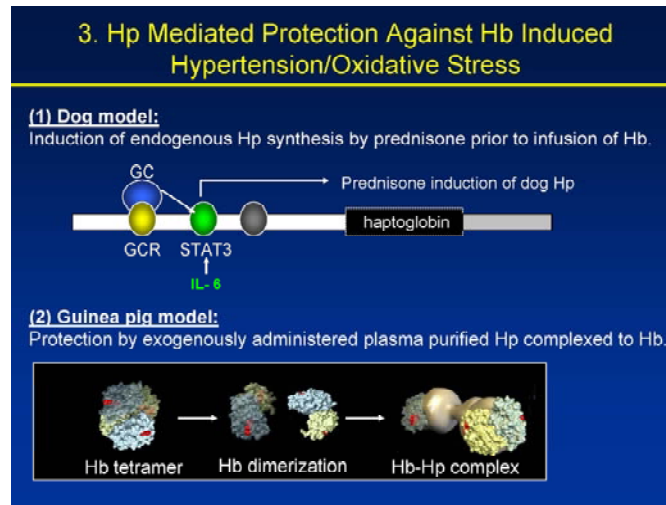 3. Hp Mediated Protection Against Hb Induced
Hypertension/Oxidative Stress
(1) Dog model:
Induction of endogenous Hp synthesis by prednisone prior to infusion of Hb.
GC
Prednisone induction of dog Hp
haptoglobin
GCR STAT3
IL- 6
(2) Guinea pig model:
Protection by exogenously administered plasma purified Hp complexed to Hb.
Hb tetramer Hb dimerization Hb-Hp complex